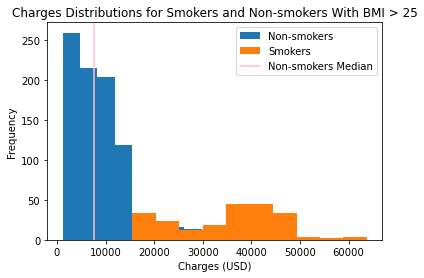 Charges Distributions for Smokers and Non-smokers With BMI > 25
Non-smokers
Smokers
Non-smokers Median
Frequency
250
200
150
100
50
0
0 10000 20000 30000 40000 50000 60000
Charges (USD)